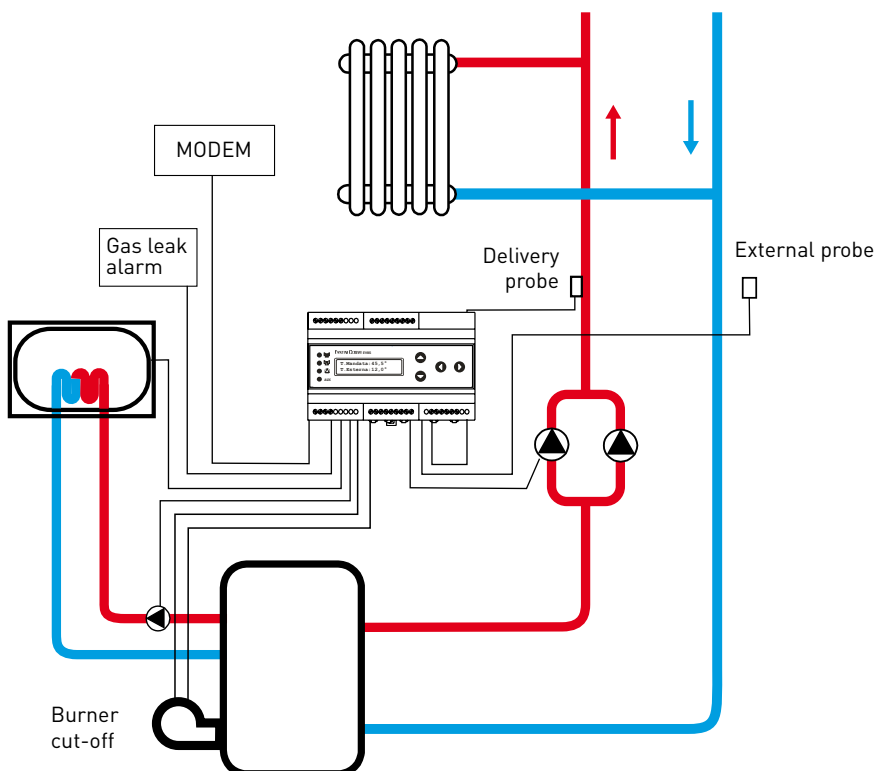 MODEM
Gas leak
alarm
Delivery
probe
External probe
T.Mandata:45,5°
T.Esterna:12,0°
Burner
cut-off